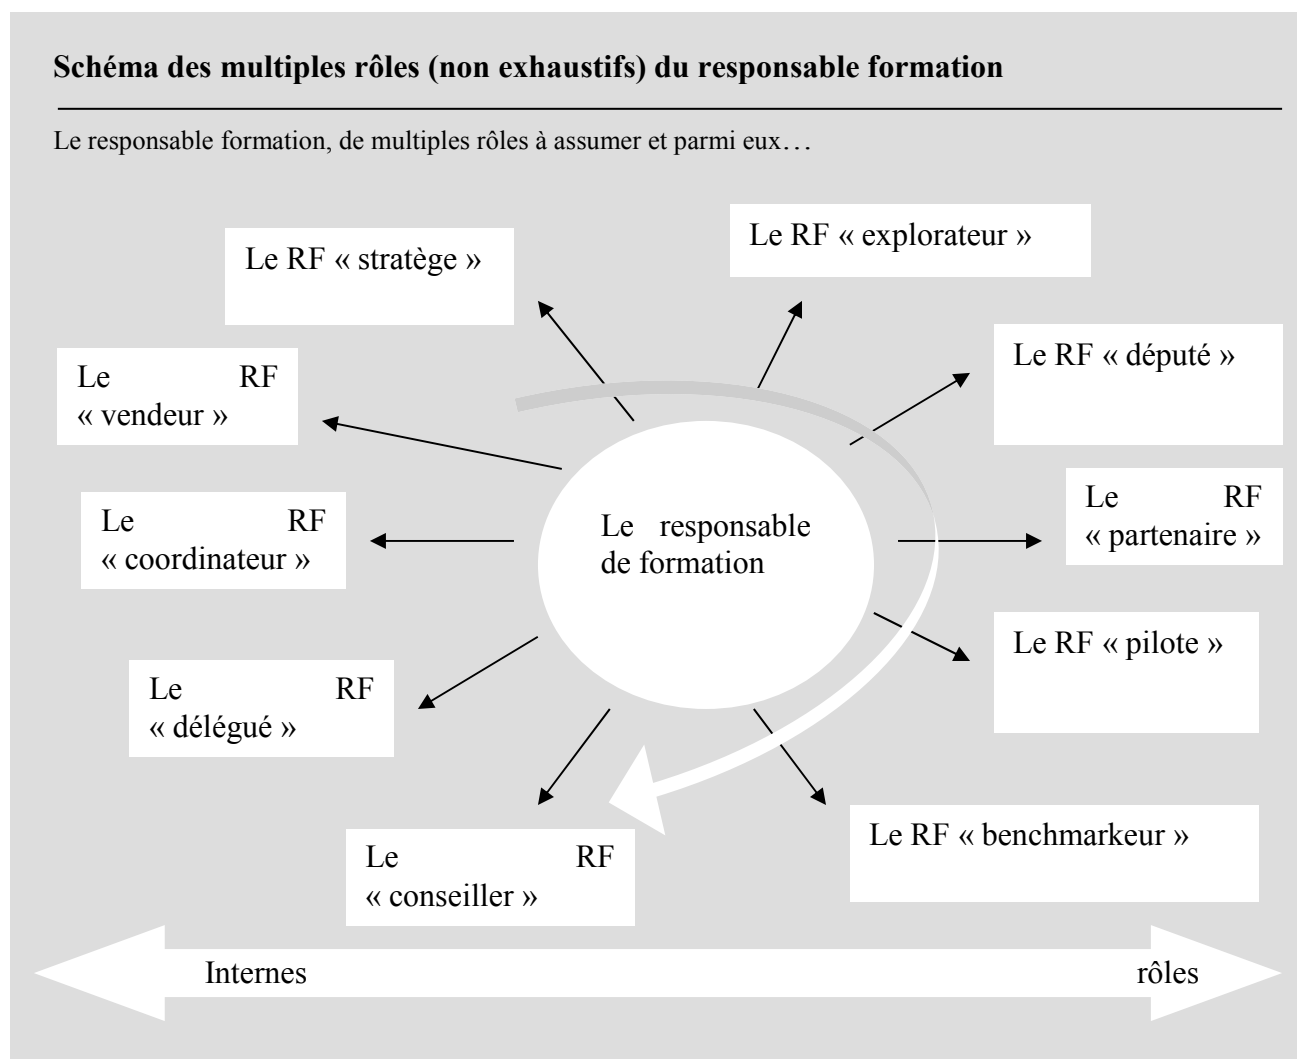 Schéma des multiples rôles (non exhaustifs) du responsable formation
Le responsable formation, de multiples rôles à assumer et parmi eux…
Le RF « explorateur »
Le RF « stratège »
Le RF « député »
Le RF
« vendeur »
Le RF
« partenaire »
Le RF
« coordinateur »
Le responsable
de formation
Le RF « pilote »
Le RF
« délégué »
Le RF « benchmarkeur »
Le RF
« conseiller »
Internes rôles